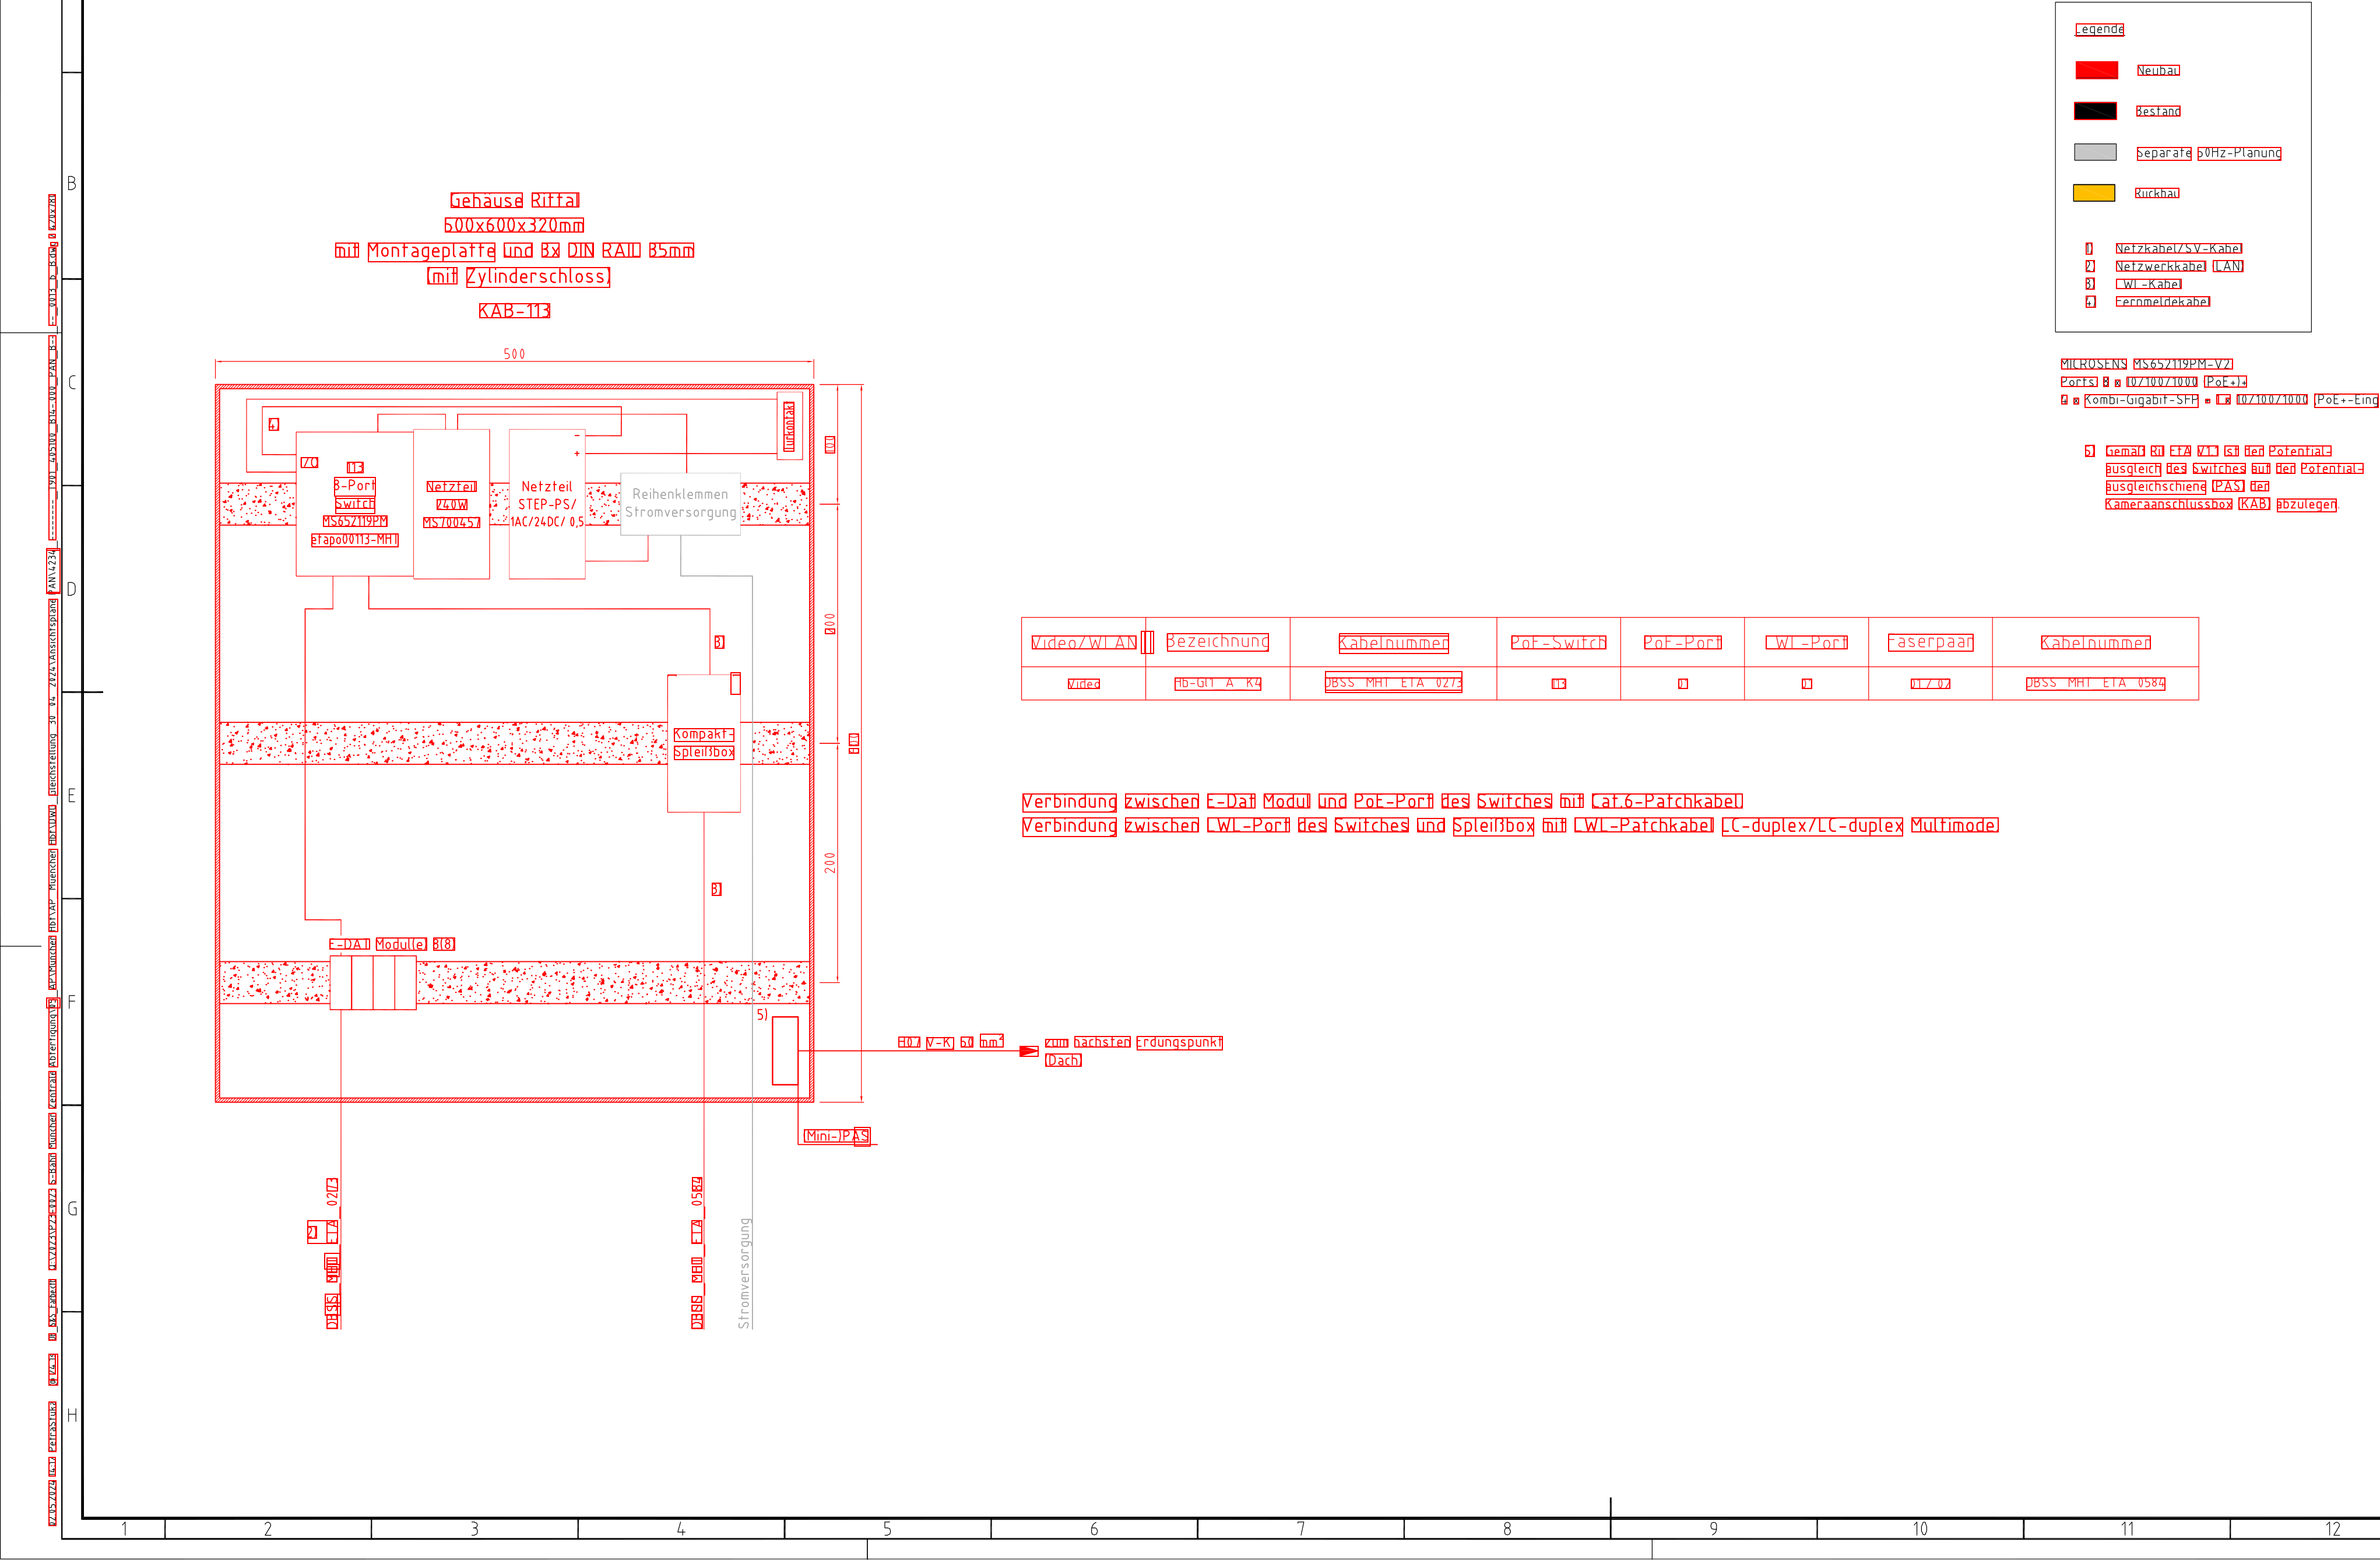 Legende
Neubau
Bestand
Separate 50Hz-Planung
Rückbau
1) Netzkabel/SV-Kabel
2) Netzwerkkabel (LAN)
3) LWL-Kabel
4) Fernmeldekabel
MICROSENS MS652119PM-V2
Ports: 8 x 10/100/1000 (PoE+)+
4 x Kombi-Gigabit-SFP + 1 x 10/100/1000 (PoE+-Eing
5) Gemäß Ril EtA V1.1 ist der Potential-
ausgleich des Switches auf der Potential-
ausgleichschiene (PAS) der
Kameraanschlussbox (KAB) abzulegen.
Gehäuse Rittal
500x600x320mm
mit Montageplatte und 3x DIN RAIL 35mm
(mit Zylinderschloss)
KAB-113
500
4)
Türkontakt
I/O
113
8-Port
Switch
MS652119PM
etapo00113-MHT
Netzteil
240W
MS700457
Netzteil
STEP-PS/
1AC/24DC/ 0,5
-
+
Reihenklemmen
Stromversorgung
100
200
600
200
3)
Kompakt-
Spleißbox
3)
E-DAT Modul(e) 8(8)
5)
H07 V-K 50 mm²
zum nächsten Erdungspunkt
(Dach)
(Mini-)PAS
2)
DBSS_MHT_ETA_0273
DBSS_MHT_ETA_0584
Stromversorgung
Video/WLAN Bezeichnung Kabelnummer PoE-Switch PoE-Port LWL-Port Faserpaar Kabelnummer
Video Hb-Gl1_A_K4 DBSS_MHT_ETA_0273 113 01 01 01 / 02 DBSS_MHT_ETA_0584
Verbindung zwischen E-Dat Modul und PoE-Port des Switches mit Cat.6-Patchkabel.
Verbindung zwischen LWL-Port des Switches und Spleißbox mit LWL-Patchkabel LC-duplex/LC-duplex Multimode.
B
C
D
E
F
G
H
1 2 3 4 5 6 7 8 9 10 11 12